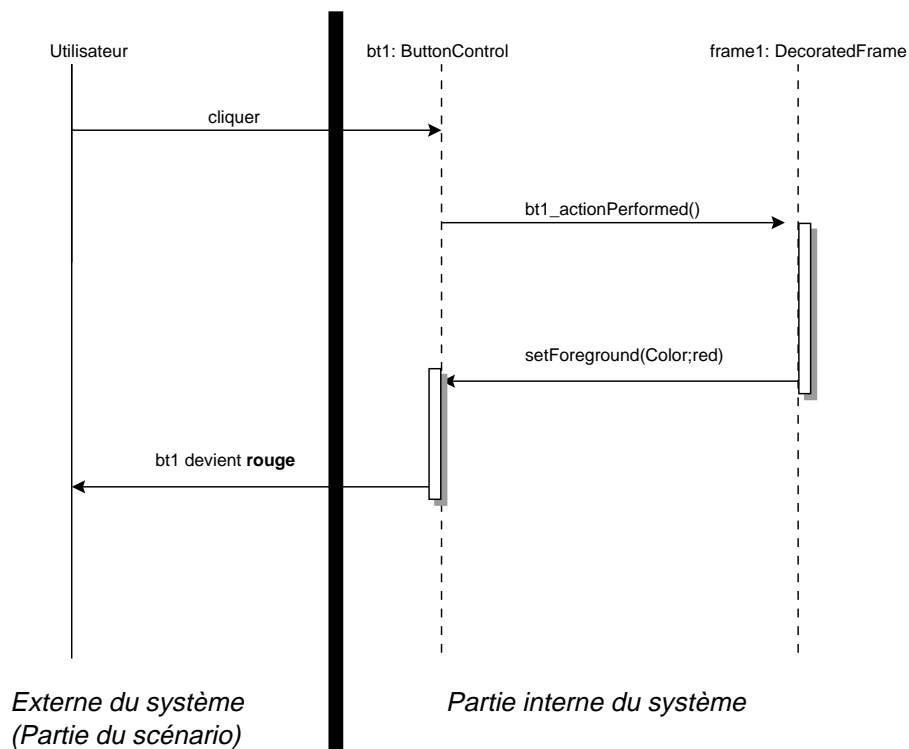 Utilisateur
bt1: ButtonControl
frame1: DecoratedFrame
cliquer
bt1_actionPerformed()
setForeground(Color;red)
bt1 devient rouge
Externe du système
(Partie du scénario)
Partie interne du système